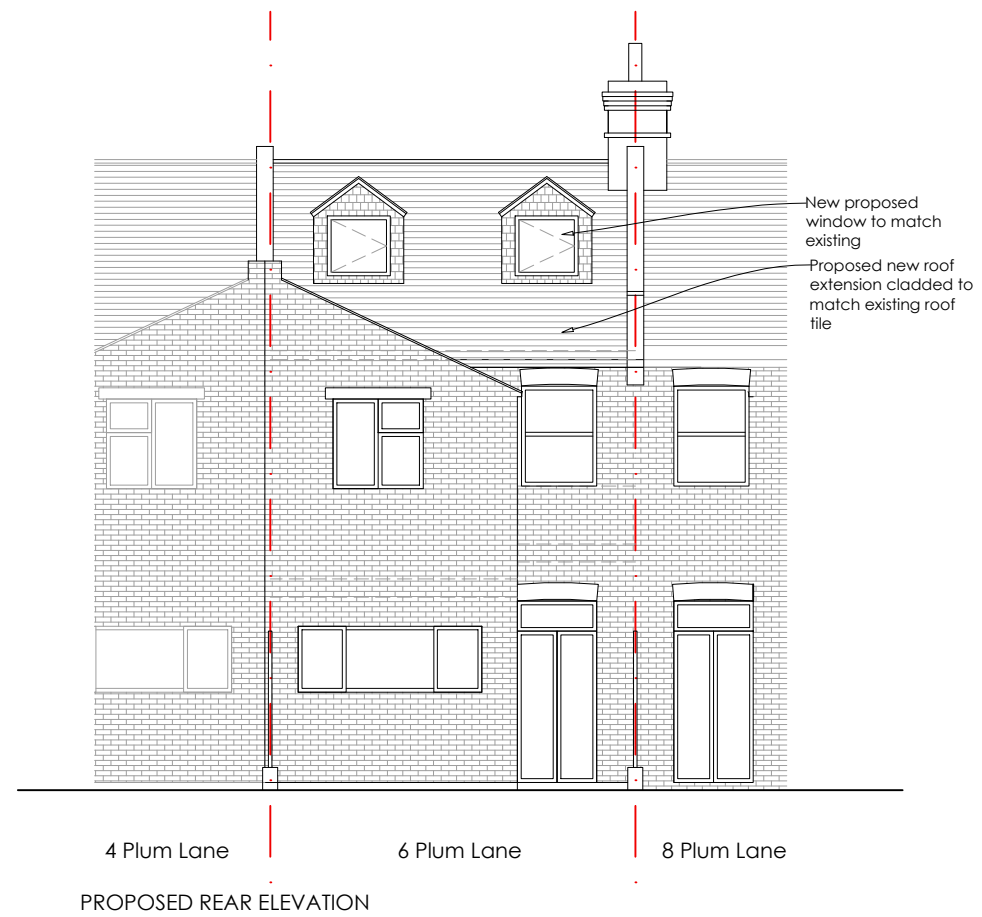 New proposed
window to match
existing
Proposed new roof
extension cladded to
match existing roof
tile
4 Plum Lane
6 Plum Lane
8 Plum Lane
PROPOSED REAR ELEVATION